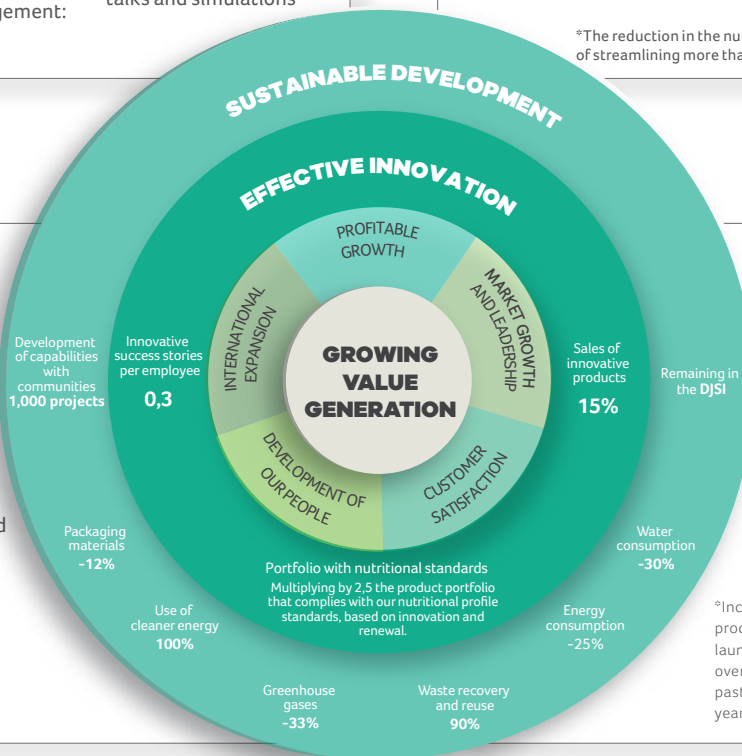 gement:
talks and simulations
*The reduction in the nu
of streamlining more tha
SUSTAINABLE DEVELOPMENT
EFFECTIVE INNOVATION
PROFITABLE
GROWTH
MARKET GROWTH
AND LEADERSHIP
INTERNATIONAL
EXPANSION
GROWING
VALUE
GENERATION
DEVELOPMENT OF
OUR PEOPLE
CUSTOMER
SATISFACTION
Development
of capabilities
with
communities
1,000 projects
Innovative
success stories
per employee
0,3
Sales of
innovative
products
15%
Remaining in
the DJSI
Packaging
materials
-12%
Use of
cleaner energy
100%
Portfolio with nutritional standards
Multiplying by 2,5 the product portfolio
that complies with our nutritional profile
standards, based on innovation and
renewal.
Water
consumption
-30%
Energy
consumption
-25%
Greenhouse
gases
-33%
Waste recovery
and reuse
90%
d
*Inc
proc
laun
over
past
year